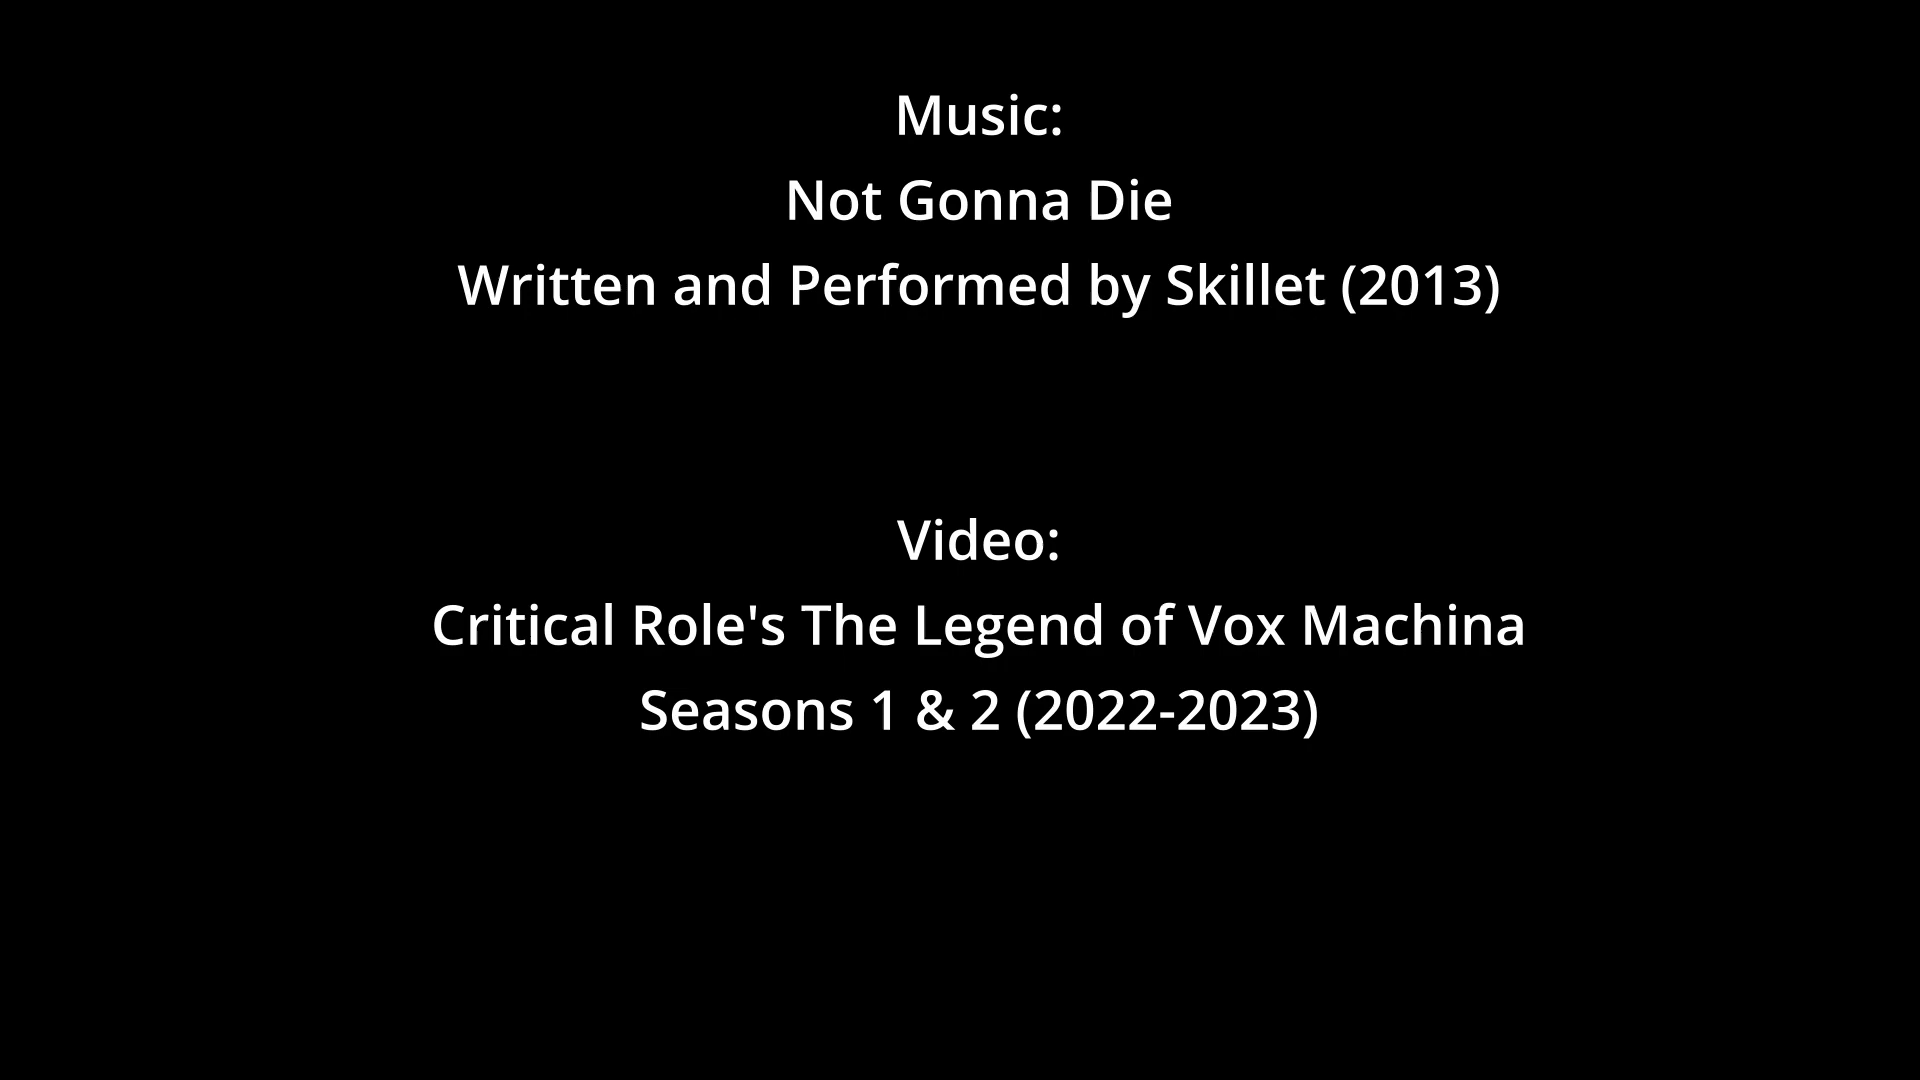 Music:
Not Gonna Die
Written and Performed by Skillet (2013)
Video:
Critical Role's The Legend of Vox Machina
Seasons 1 & 2 (2022-2023)